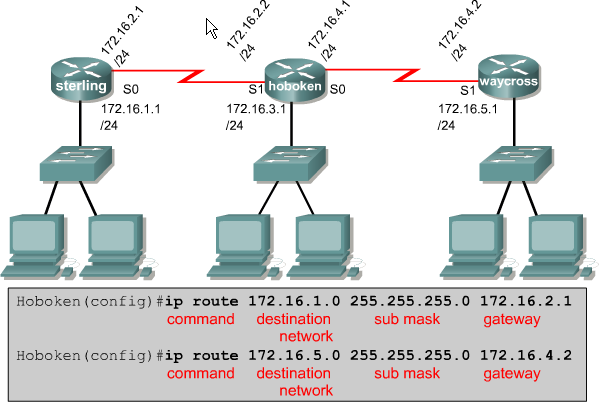 172.16.2.1
/24
172.16.2.2
/24
172.16.4.1
/24
172.16.4.2
/24
sterling
S0
S1
hoboken
S0
S1
waycross
172.16.1.1
/24
172.16.3.1
/24
172.16.5.1
/24
Hoboken(config)#ip route 172.16.1.0 255.255.255.0 172.16.2.1
command destination sub mask gateway
network
Hoboken(config)#ip route 172.16.5.0 255.255.255.0 172.16.4.2
command destination sub mask gateway
network